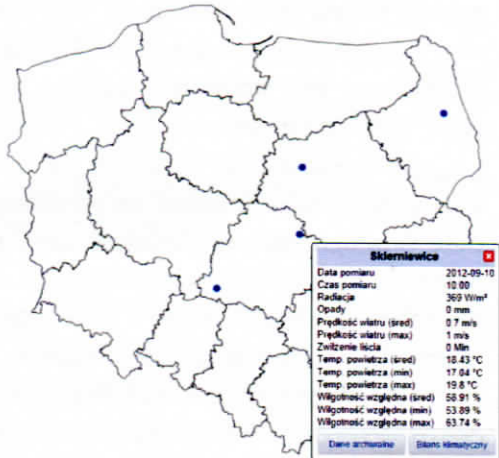 Skierniewice
Data pomiaru 2012-09-10
Czas pomiaru 10:00
Radiacja 369 W/m²
Opady 0 mm
Prędkość wiatru (śred) 0.7 m/s
Prędkość wiatru (max) 1 m/s
Zwilżenie liścia 0 Min
Temp. powietrza (śred) 18.43 °C
Temp. powietrza (min) 17.04 °C
Temp. powietrza (max) 19.8 °C
Wilgotność względna (śred) 58.91 %
Wilgotność względna (min) 53.89 %
Wilgotność względna (max) 63.74 %
Dane archiwalne Bilans klimatyczny